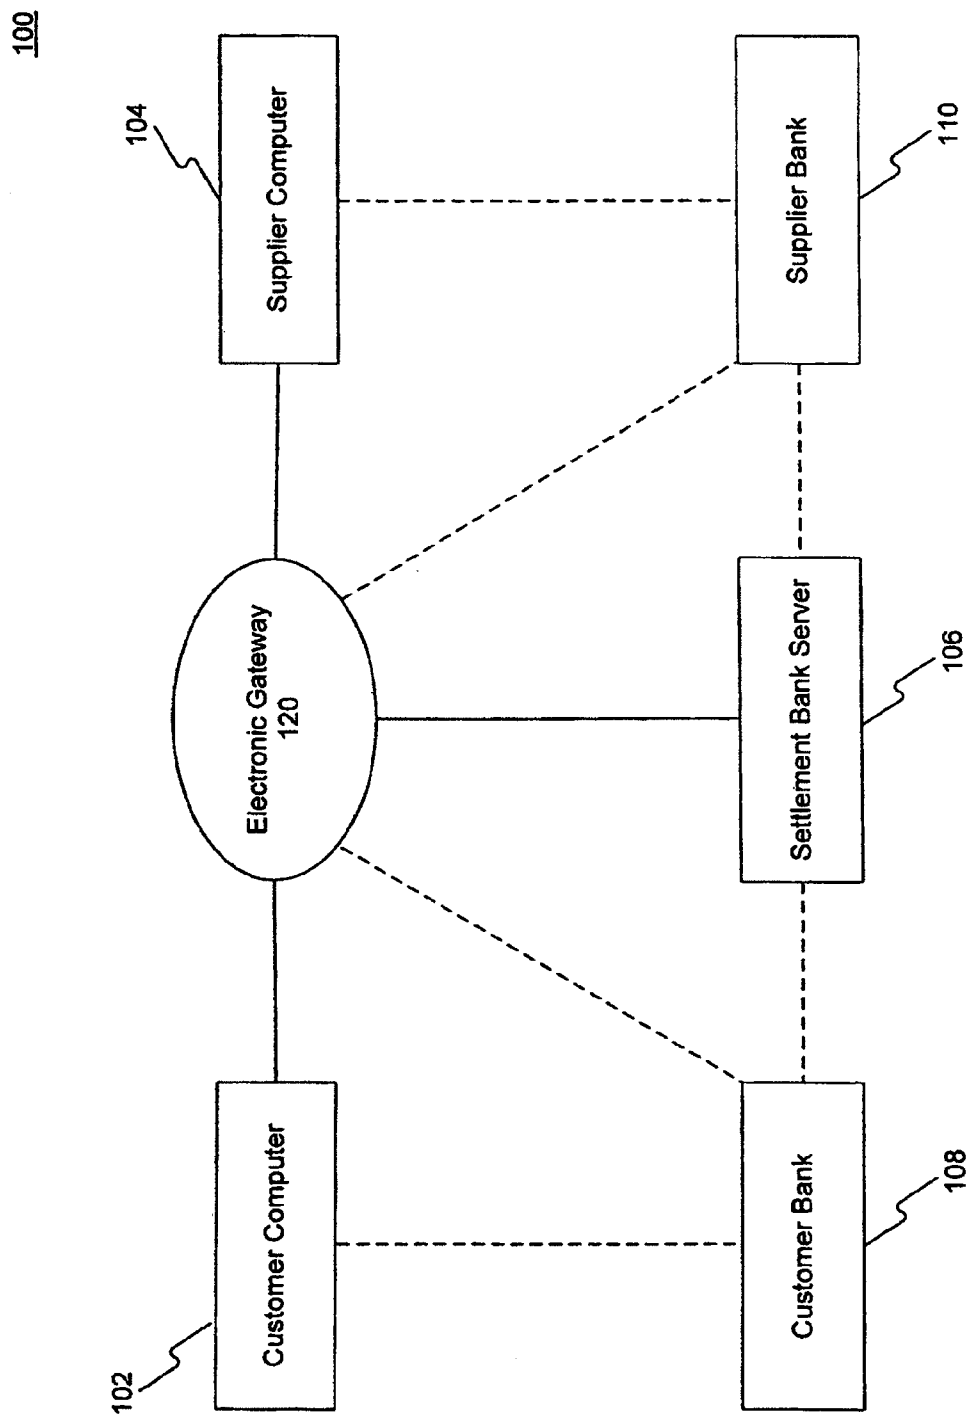 100
102
Customer Computer
Electronic Gateway
120
104
Supplier Computer
Customer Bank
108
Settlement Bank Server
106
Supplier Bank
110